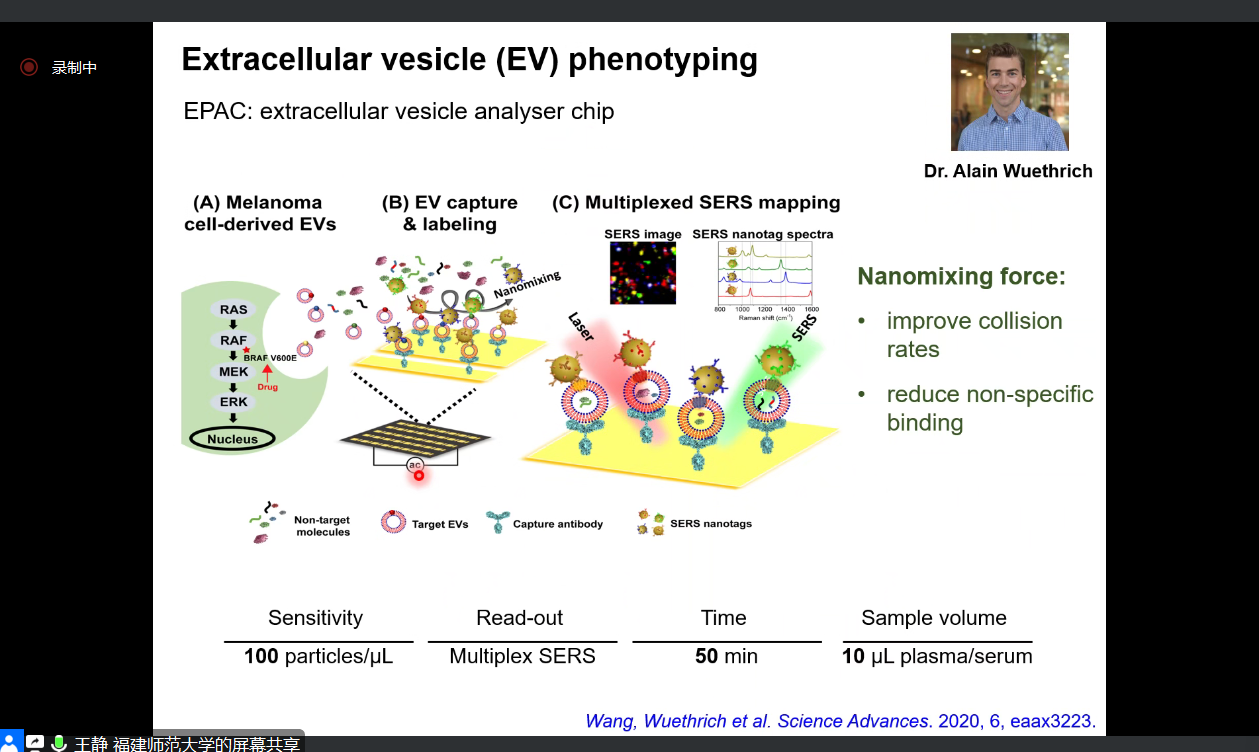 录制中
Extracellular vesicle (EV) phenotyping
EPAC: extracellular vesicle analyser chip
Dr. Alain Wuethrich
(A) Melanoma
cell-derived EVs
(B) EV capture
& labeling
(C) Multiplexed SERS mapping
SERS image
SERS nanotag spectra
800 1000 1200 1400 1600
Raman shift (cm⁻¹)
Nanomixing
RAS
RAF
BRAF V600E
MEK
Drug
ERK
Nucleus
ac
Laser
SERS
Nanomixing force:
• improve collision
rates
• reduce non-specific
binding
Non-target
molecules
Target EVs
Capture antibody
SERS nanotags
Sensitivity
Read-out
Time
Sample volume
100 particles/µL
Multiplex SERS
50 min
10 µL plasma/serum
Wang, Wuethrich et al. Science Advances. 2020, 6, eaax3223.
王静 福建师范大学的屏幕共享